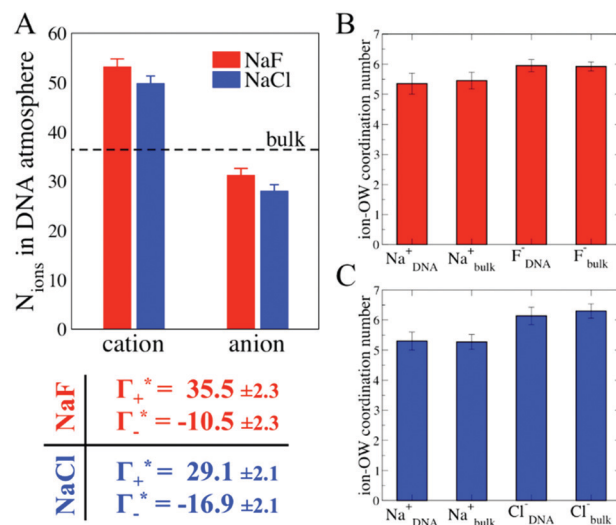 A
N_ions in DNA atmosphere
60
50
40
30
20
10
0
NaF
NaCl
bulk
cation
anion
NaF
Γ₊* = 35.5 ±2.3
Γ₋* = -10.5 ±2.3
NaCl
Γ₊* = 29.1 ±2.1
Γ₋* = -16.9 ±2.1
B
ion-OW coordination number
7
6
5
4
3
2
1
0
Na⁺DNA
Na⁺bulk
F⁻DNA
F⁻bulk
C
ion-OW coordination number
7
6
5
4
3
2
1
0
Na⁺DNA
Na⁺bulk
Cl⁻DNA
Cl⁻bulk